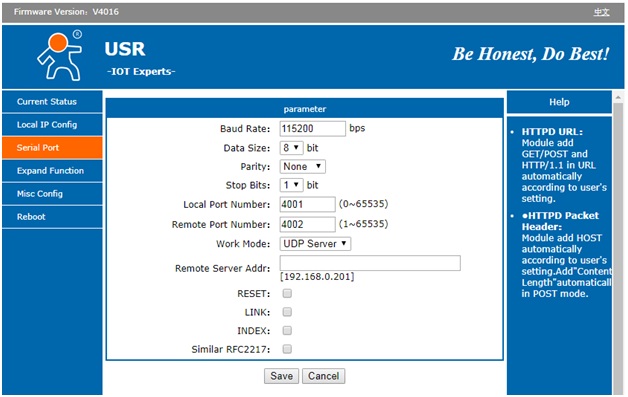 Firmware Version: V4016
中文
®
USR
-IOT Experts-
Be Honest, Do Best!
Current Status
Local IP Config
Serial Port
Expand Function
Misc Config
Reboot
parameter
Baud Rate: 115200 bps
Data Size: 8 bit
Parity: None
Stop Bits: 1 bit
Local Port Number: 4001 (0~65535)
Remote Port Number: 4002 (1~65535)
Work Mode: UDP Server
Remote Server Addr:
[192.168.0.201]
RESET:
LINK:
INDEX:
Similar RFC2217:
Save Cancel
Help
• HTTPD URL:
Module add
GET/POST and
HTTP/1.1 in URL
automatically
according to user's
setting.
• ●HTTPD Packet
Header:
Module add HOST
automatically
according to user's
setting.Add"Content
Length"automaticall
in POST mode.